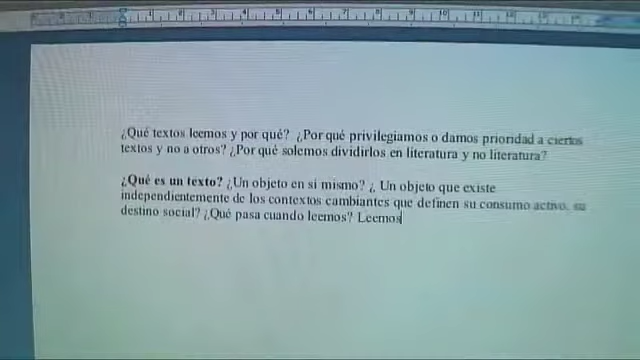 ¿Qué textos leemos y por qué? ¿Por qué privilegiamos o damos prioridad a ciertos
textos y no a otros? ¿Por qué solemos dividirlos en literatura y no literatura?
¿Qué es un texto? ¿Un objeto en si mismo? ¿ Un objeto que existe
independientemente de los contextos cambiantes que definen su consumo activo, su
destino social? ¿Qué pasa cuando leemos? Leemos